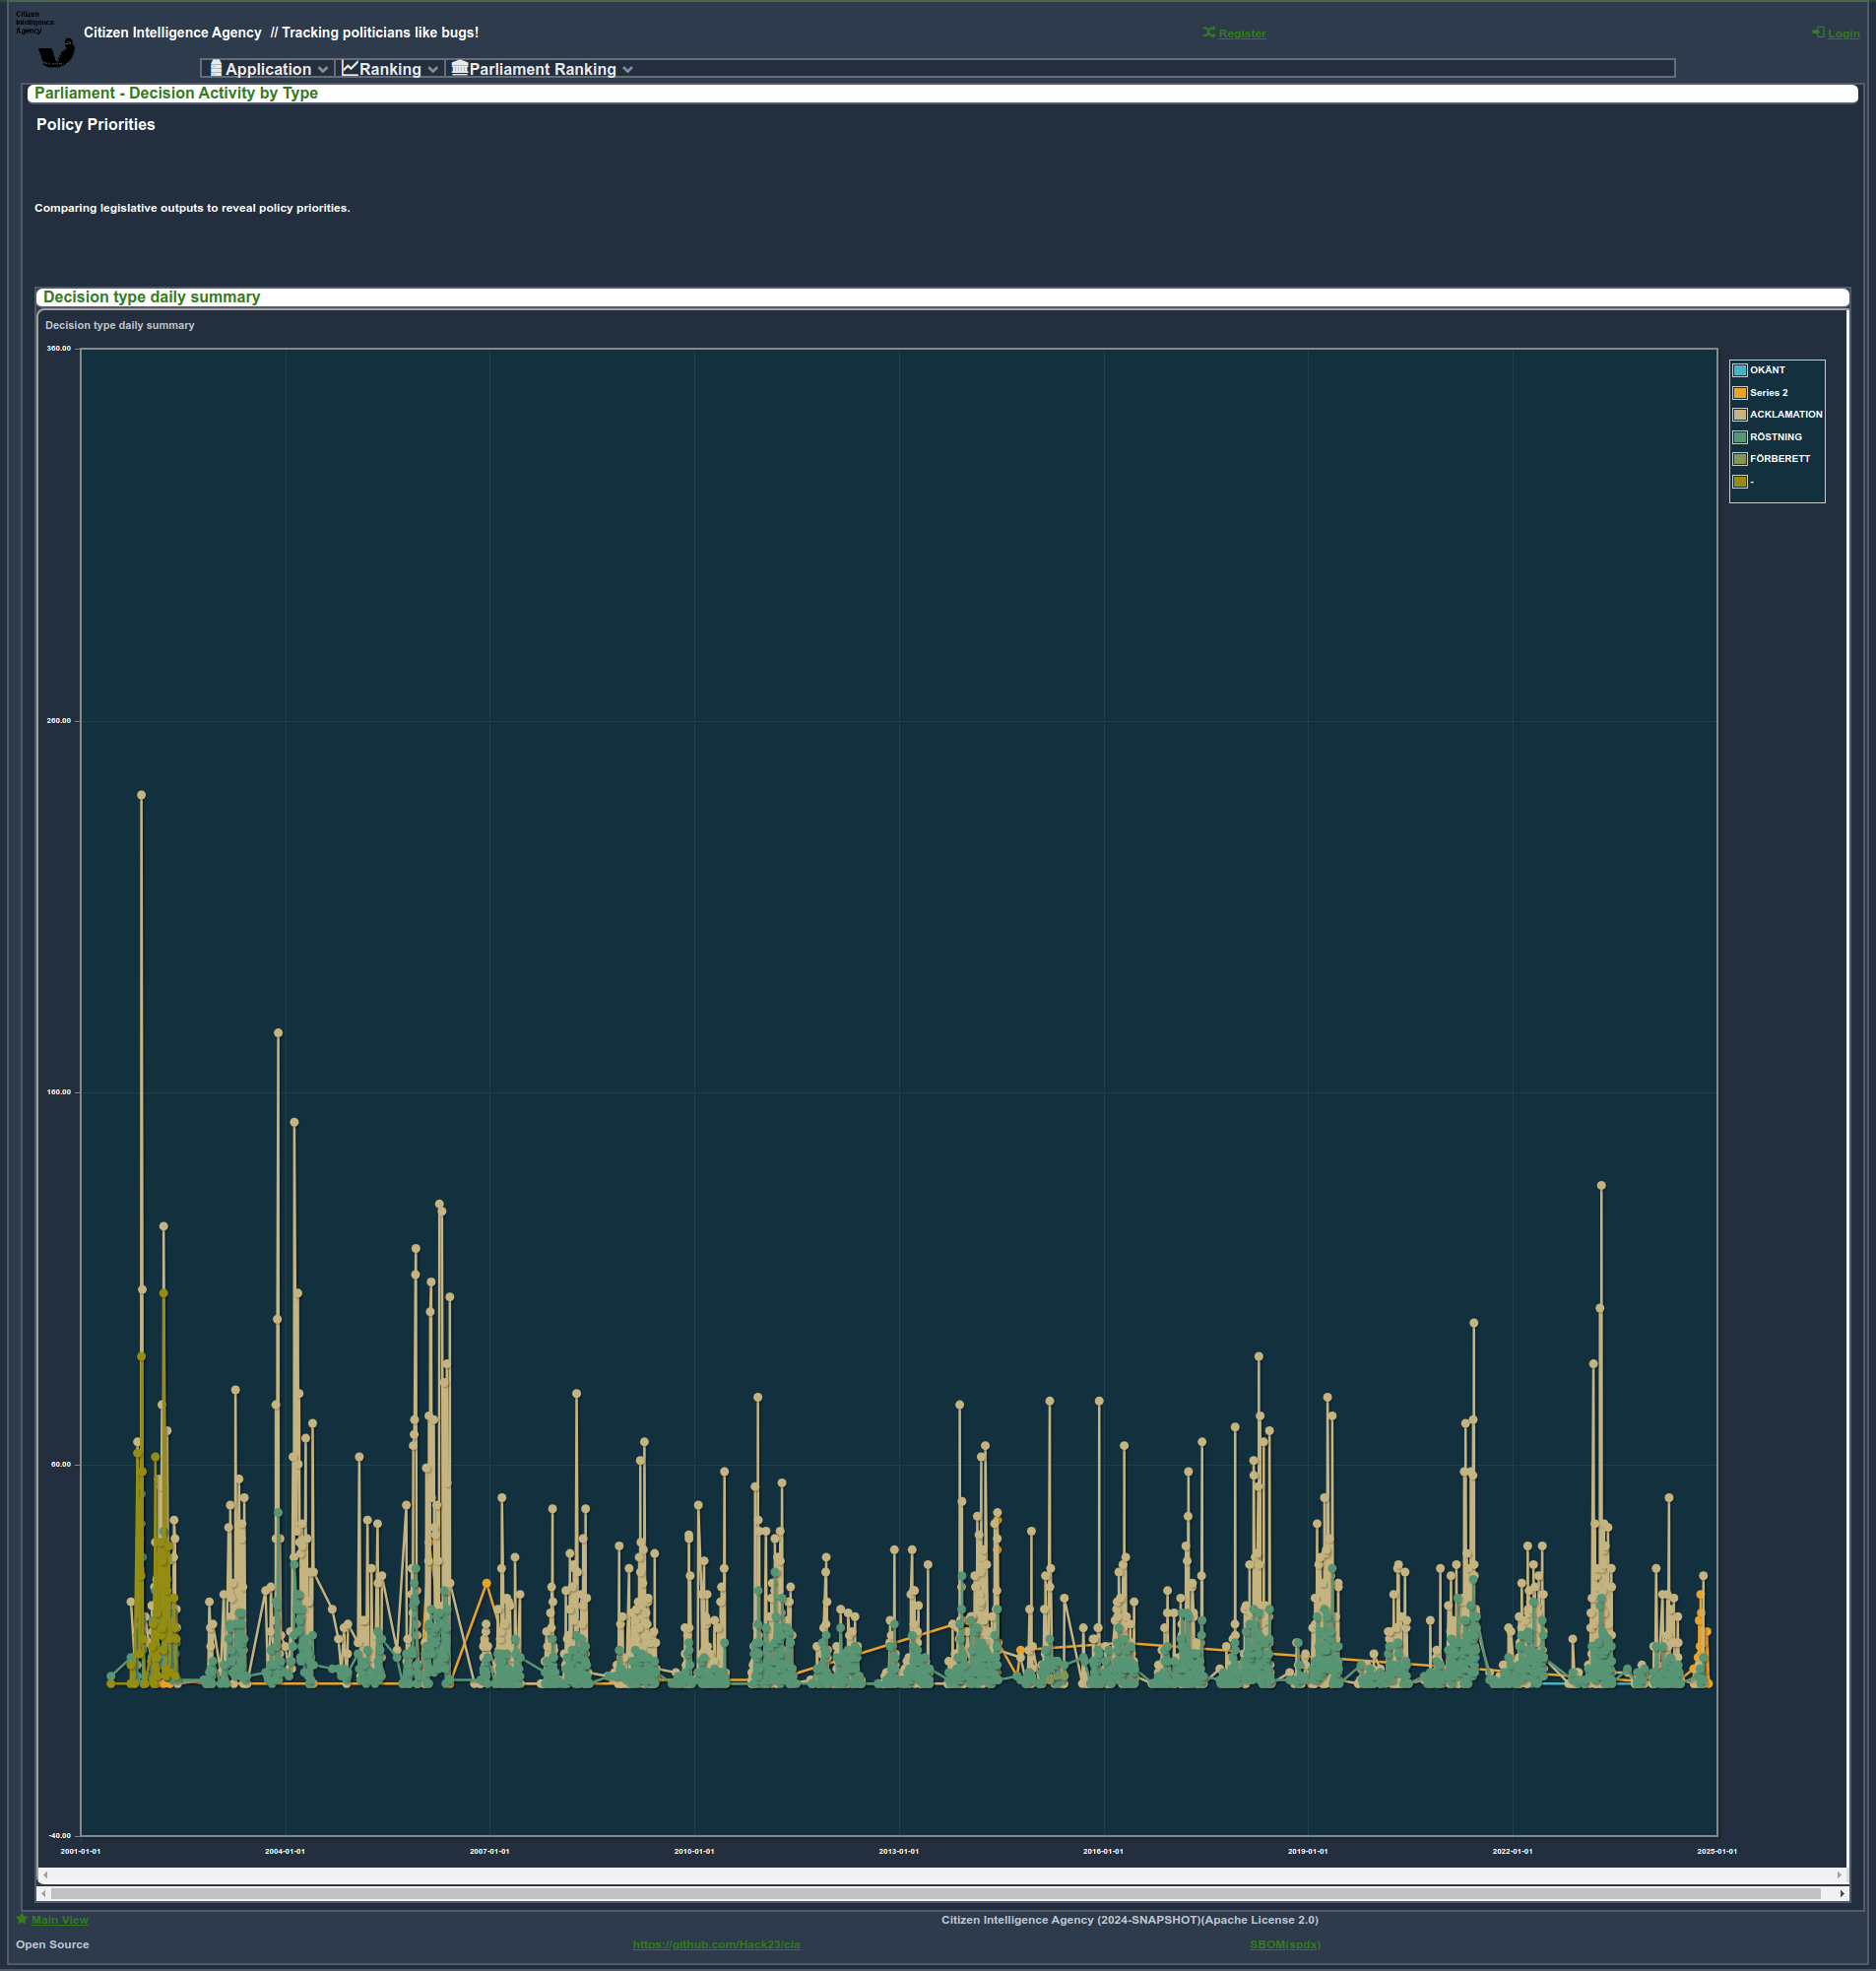 Citizen
Intelligence
Agency
Citizen Intelligence Agency // Tracking politicians like bugs!
Register
Login
Application
Ranking
Parliament Ranking
Parliament - Decision Activity by Type
Policy Priorities
Comparing legislative outputs to reveal policy priorities.
Decision type daily summary
Decision type daily summary
360.00
260.00
160.00
60.00
-40.00
OKÄNT
Series 2
ACKLAMATION
RÖSTNING
FÖRBERETT
-
2001-01-01
2004-01-01
2007-01-01
2010-01-01
2013-01-01
2016-01-01
2019-01-01
2022-01-01
2025-01-01
Main View
Citizen Intelligence Agency (2024-SNAPSHOT)(Apache License 2.0)
Open Source
https://github.com/Hack23/cia
SBOM(spdx)